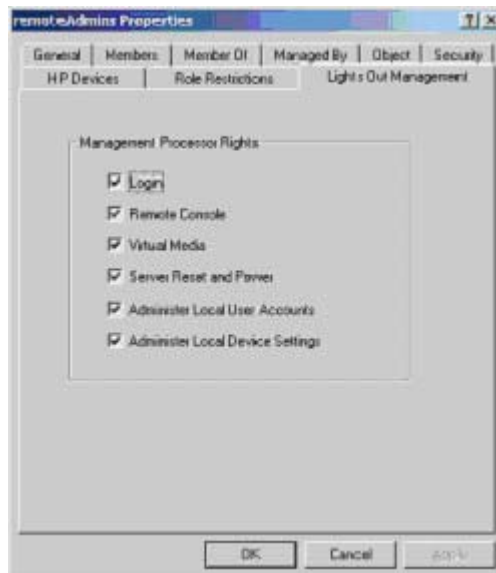 remoteAdmins Properties ? ×
General Members Member Of Managed By Object Security
HP Devices Role Restrictions Lights Out Management
Management Processor Rights
Login
Remote Console
Virtual Media
Server Reset and Power
Administer Local User Accounts
Administer Local Device Settings
OK Cancel Apply